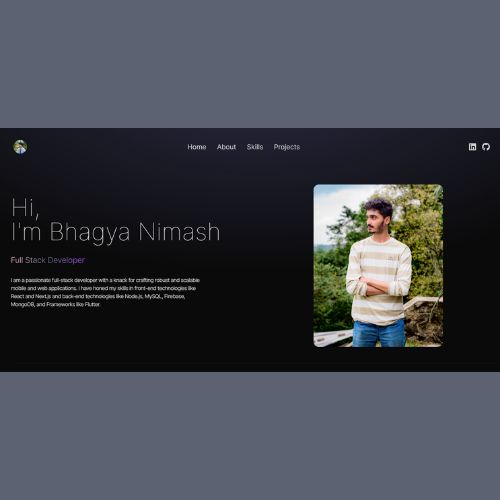 Home About Skills Projects
Hi,
I'm Bhagya Nimash
Full Stack Developer
I am a passionate full-stack developer with a knack for crafting robust and scalable
mobile and web applications. I have honed my skills in front-end technologies like
React and Next.js and back-end technologies like Node.js, MySQL, Firebase,
MongoDB, and Frameworks like Flutter.